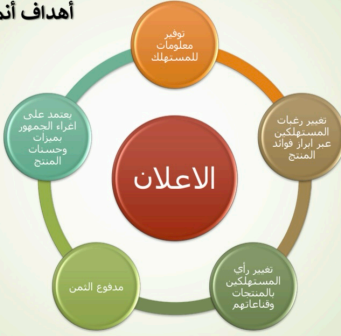 أهداف
توفير
معلومات
للمستهلك
تغيير رغبات
المستهلكين
عبر ابراز فوائد
المنتج
تغيير رأي
المستهلكين
بالمنتجات
وقناعاتهم
مدفوع الثمن
يعتمد على
اغراء الجمهور
بميزات
وحسنات
المنتج
الاعلان